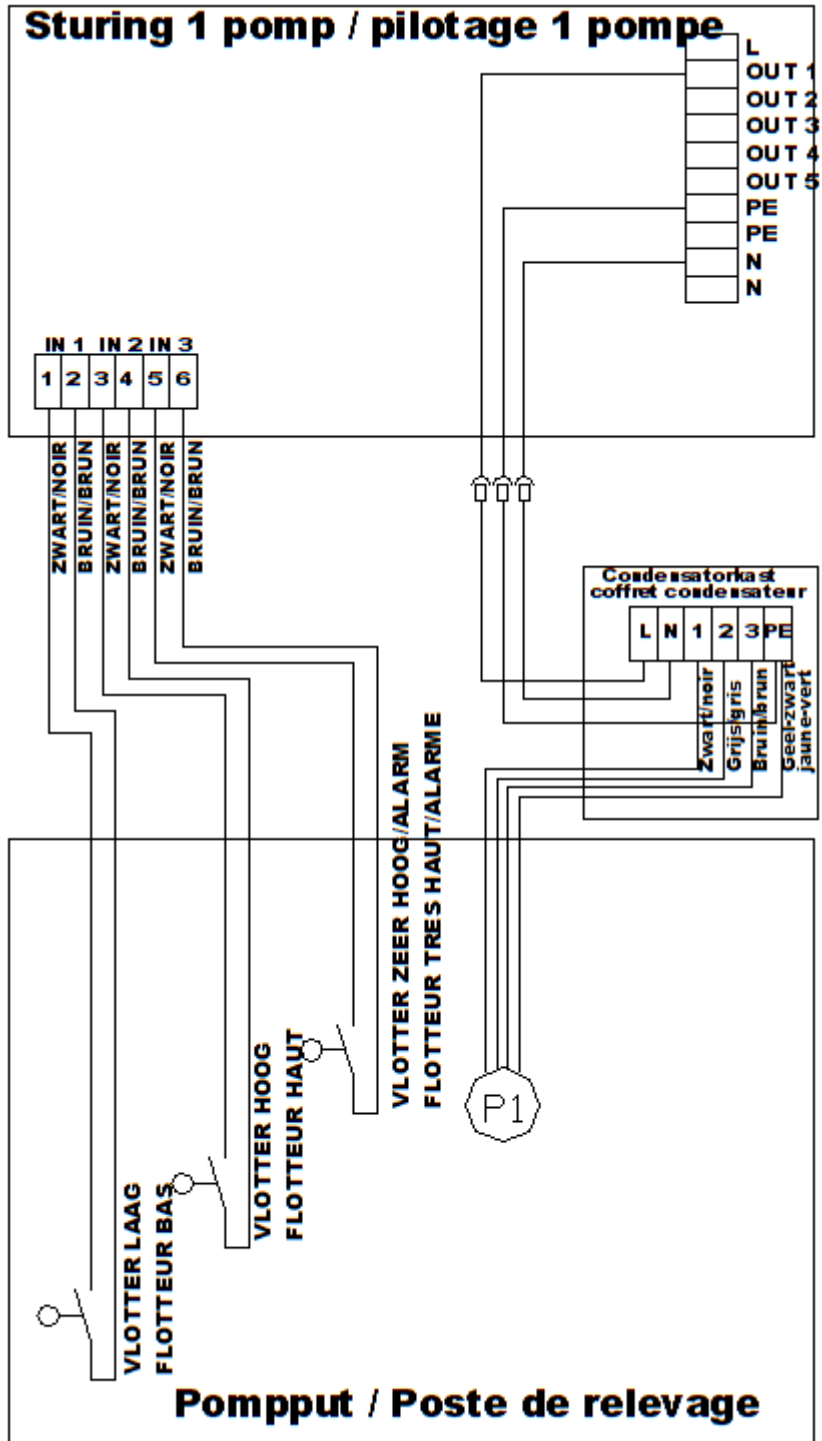 Sturing 1 pomp / pilotage 1 pompe
L
OUT 1
OUT 2
OUT 3
OUT 4
OUT 5
PE
PE
N
N
IN 1 IN 2 IN 3
1 2 3 4 5 6
ZWART/NOIR
BRUIN/BRUN
ZWART/NOIR
BRUIN/BRUN
ZWART/NOIR
BRUIN/BRUN
Condensatorkast
coffret condensateur
L N 1 2 3 PE
Zwart/noir
Grijs/gris
Bruin/brun
Geel-zwart
jaune-vert
VLOTTER ZEER HOOG/ALARM
FLOTTEUR TRES HAUT/ALARME
VLOTTER HOOG
FLOTTEUR HAUT
VLOTTER LAAG
FLOTTEUR BAS
P1
Pompput / Poste de relevage